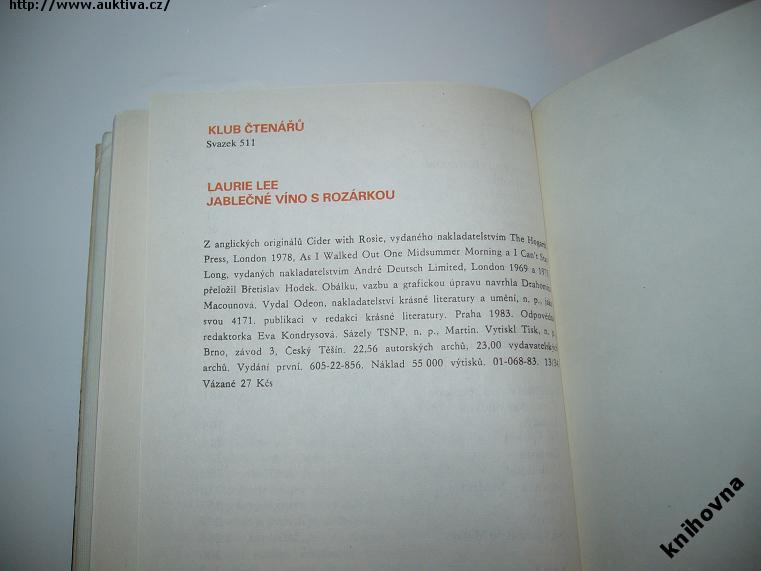 http://www.auktiva.cz/
KLUB ČTENÁŘŮ
Svazek 511
LAURIE LEE
JABLEČNÉ VÍNO S ROZÁRKOU
Z anglických originálů Cider with Rosie, vydaného nakladatelstvím The Hogarth
Press, London 1978, As I Walked Out One Midsummer Morning a I Can't Stay
Long, vydaných nakladatelstvím André Deutsch Limited, London 1969 a
přeložil Břetislav Hodek. Obálku, vazbu a grafickou úpravu navrhla Drahomíra
Macounová. Vydal Odeon, nakladatelství krásné literatury a umění, n. p., jako
svou 4171. publikaci v redakci krásné literatury. Praha 1983. Odpovědná
redaktorka Eva Kondrysová. Sázely TSNP, n. p., Martin. Vytiskl Tisk, n. p.
Brno, závod 3, Český Těšín. 22,56 autorských archů, 23,00 vydavatelských
archů. Vydání první. 605-22-856. Náklad 55 000 výtisků. 01-068-83. 13/34
Vázané 27 Kčs
knihovna